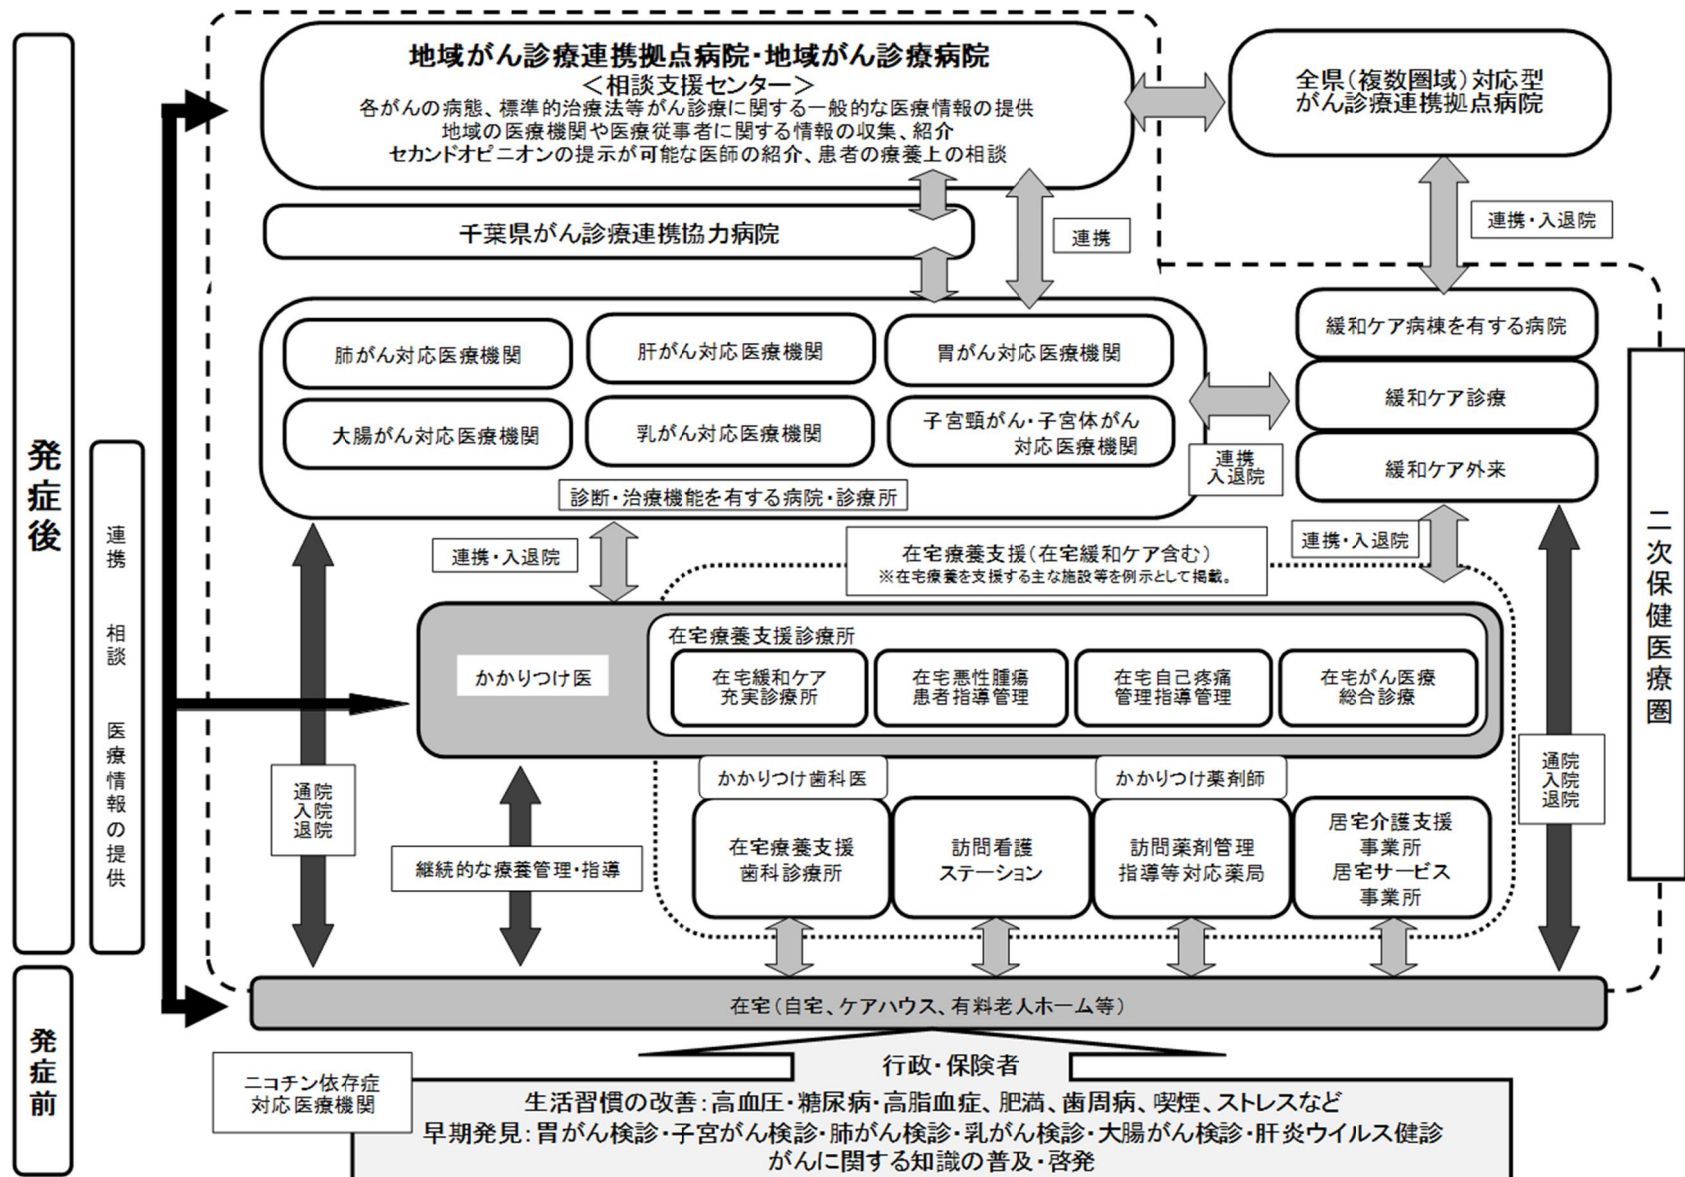 地域がん診療連携拠点病院・地域がん診療病院
＜相談支援センター＞
各がんの病態、標準的治療法等がん診療に関する一般的な医療情報の提供
地域の医療機関や医療従事者に関する情報の収集、紹介
セカンドオピニオンの提示が可能な医師の紹介、患者の療養上の相談
全県（複数圏域）対応型
がん診療連携拠点病院
千葉県がん診療連携協力病院
連携
連携・入退院
肺がん対応医療機関
肝がん対応医療機関
胃がん対応医療機関
大腸がん対応医療機関
乳がん対応医療機関
子宮頸がん・子宮体がん
対応医療機関
診断・治療機能を有する病院・診療所
緩和ケア病棟を有する病院
緩和ケア診療
緩和ケア外来
連携
入退院
発症後
連携　相談　医療情報の提供
二次保健医療圏
連携・入退院
在宅療養支援（在宅緩和ケア含む）
※在宅療養を支援する主な施設等を例示として掲載。
連携・入退院
かかりつけ医
在宅療養支援診療所
在宅緩和ケア
充実診療所
在宅悪性腫瘍
患者指導管理
在宅自己疼痛
管理指導管理
在宅がん医療
総合診療
かかりつけ歯科医
かかりつけ薬剤師
在宅療養支援
歯科診療所
訪問看護
ステーション
訪問薬剤管理
指導等対応薬局
居宅介護支援
事業所
居宅サービス
事業所
通院
入院
退院
継続的な療養管理・指導
通院
入院
退院
在宅（自宅、ケアハウス、有料老人ホーム等）
発症前
ニコチン依存症
対応医療機関
行政・保険者
生活習慣の改善：高血圧・糖尿病・高脂血症、肥満、歯周病、喫煙、ストレスなど
早期発見：胃がん検診・子宮がん検診・肺がん検診・乳がん検診・大腸がん検診・肝炎ウイルス健診
がんに関する知識の普及・啓発